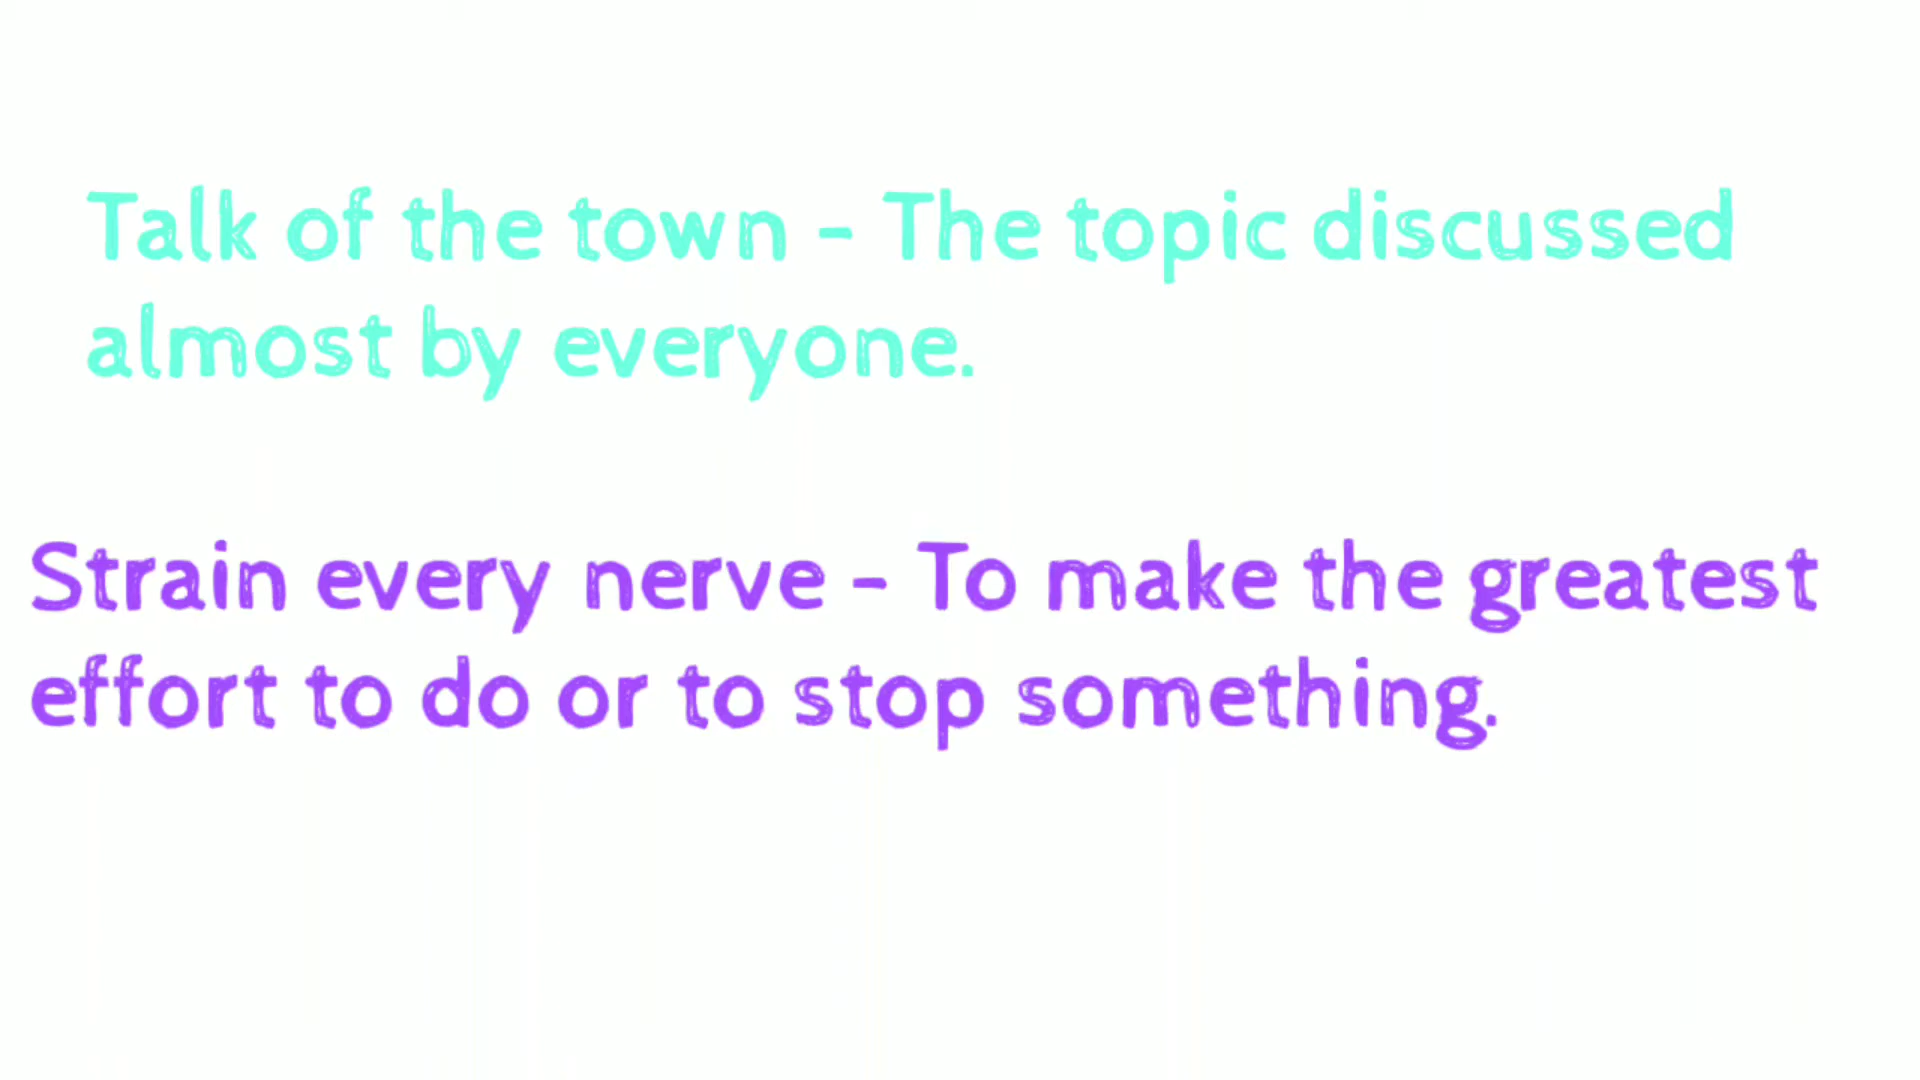 Talk of the town - The topic discussed
almost by everyone.
Strain every nerve - To make the greatest
effort to do or to stop something.